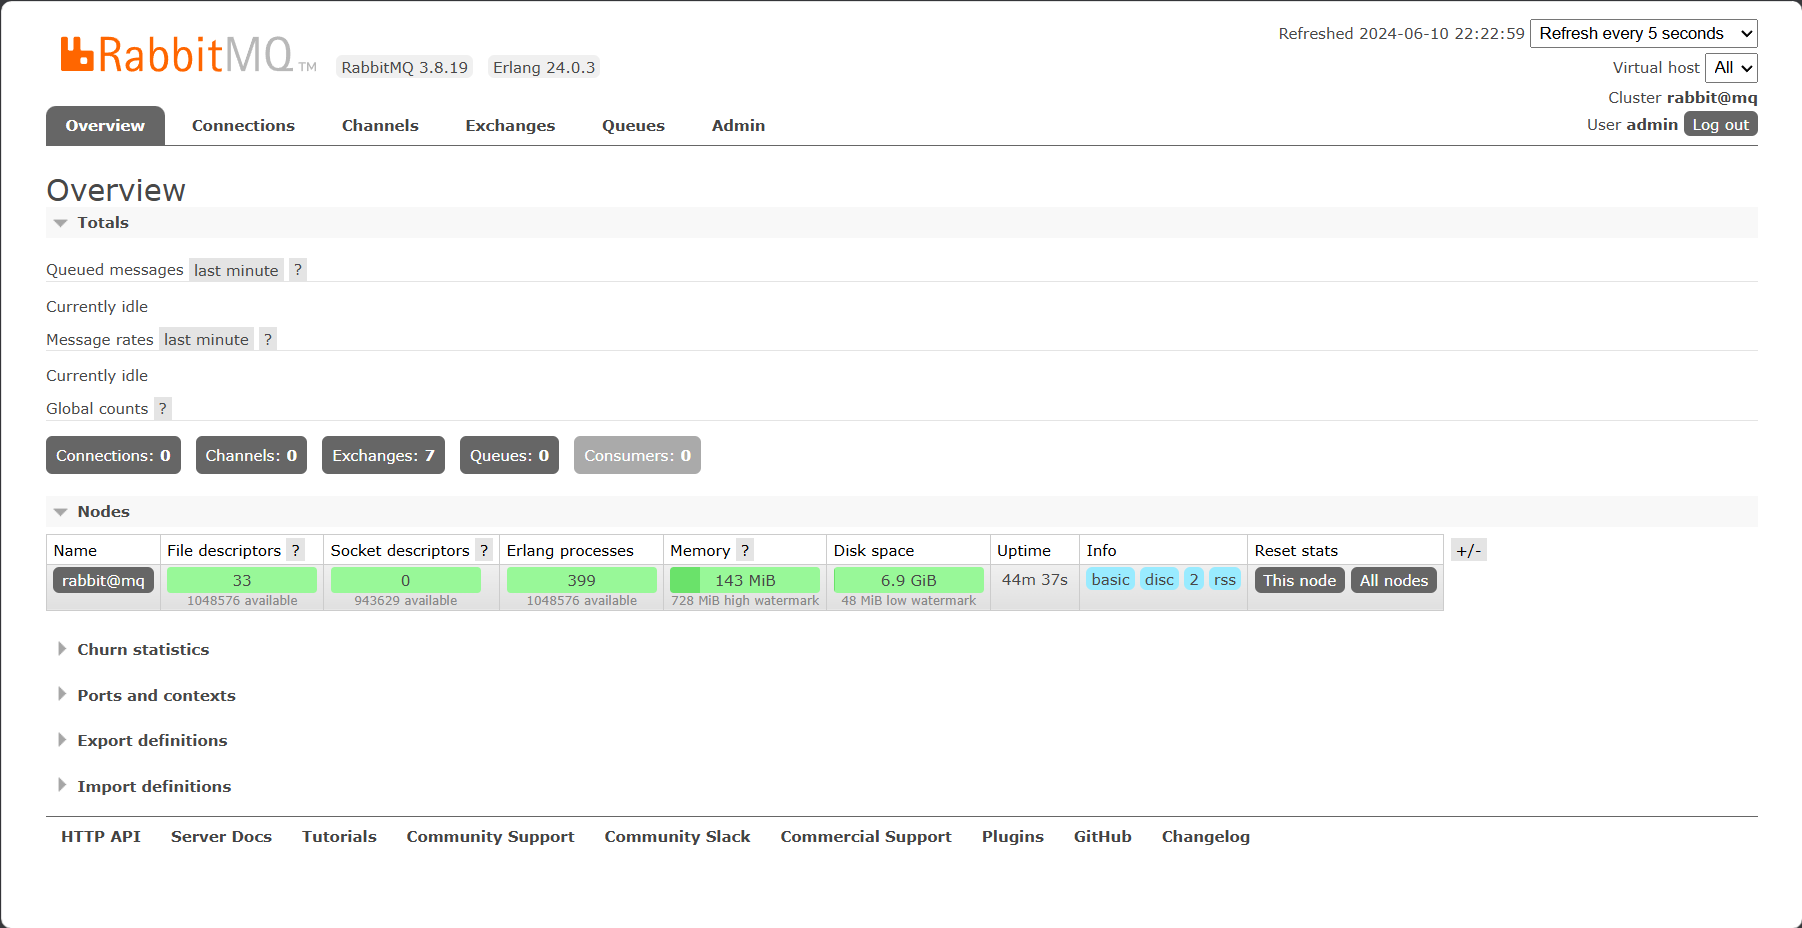 RabbitMQ TM
RabbitMQ 3.8.19 Erlang 24.0.3
Refreshed 2024-06-10 22:22:59 Refresh every 5 seconds
Virtual host All
Cluster rabbit@mq
User admin Log out
Overview Connections Channels Exchanges Queues Admin
Overview
Totals
Queued messages last minute ?
Currently idle
Message rates last minute ?
Currently idle
Global counts ?
Connections: 0 Channels: 0 Exchanges: 7 Queues: 0 Consumers: 0
Nodes
Name File descriptors ? Socket descriptors ? Erlang processes Memory ? Disk space Uptime Info Reset stats +/-
rabbit@mq 33 0 399 143 MiB 6.9 GiB 44m 37s basic disc 2 rss This node All nodes
1048576 available 943629 available 1048576 available 728 MiB high watermark 48 MiB low watermark
Churn statistics
Ports and contexts
Export definitions
Import definitions
HTTP API Server Docs Tutorials Community Support Community Slack Commercial Support Plugins GitHub Changelog